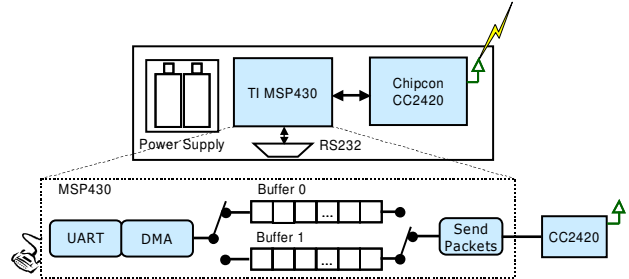 TI MSP430
Chipcon
CC2420
Power Supply
RS232
MSP430
Buffer 0
...
UART
DMA
Buffer 1
...
Send
Packets
CC2420